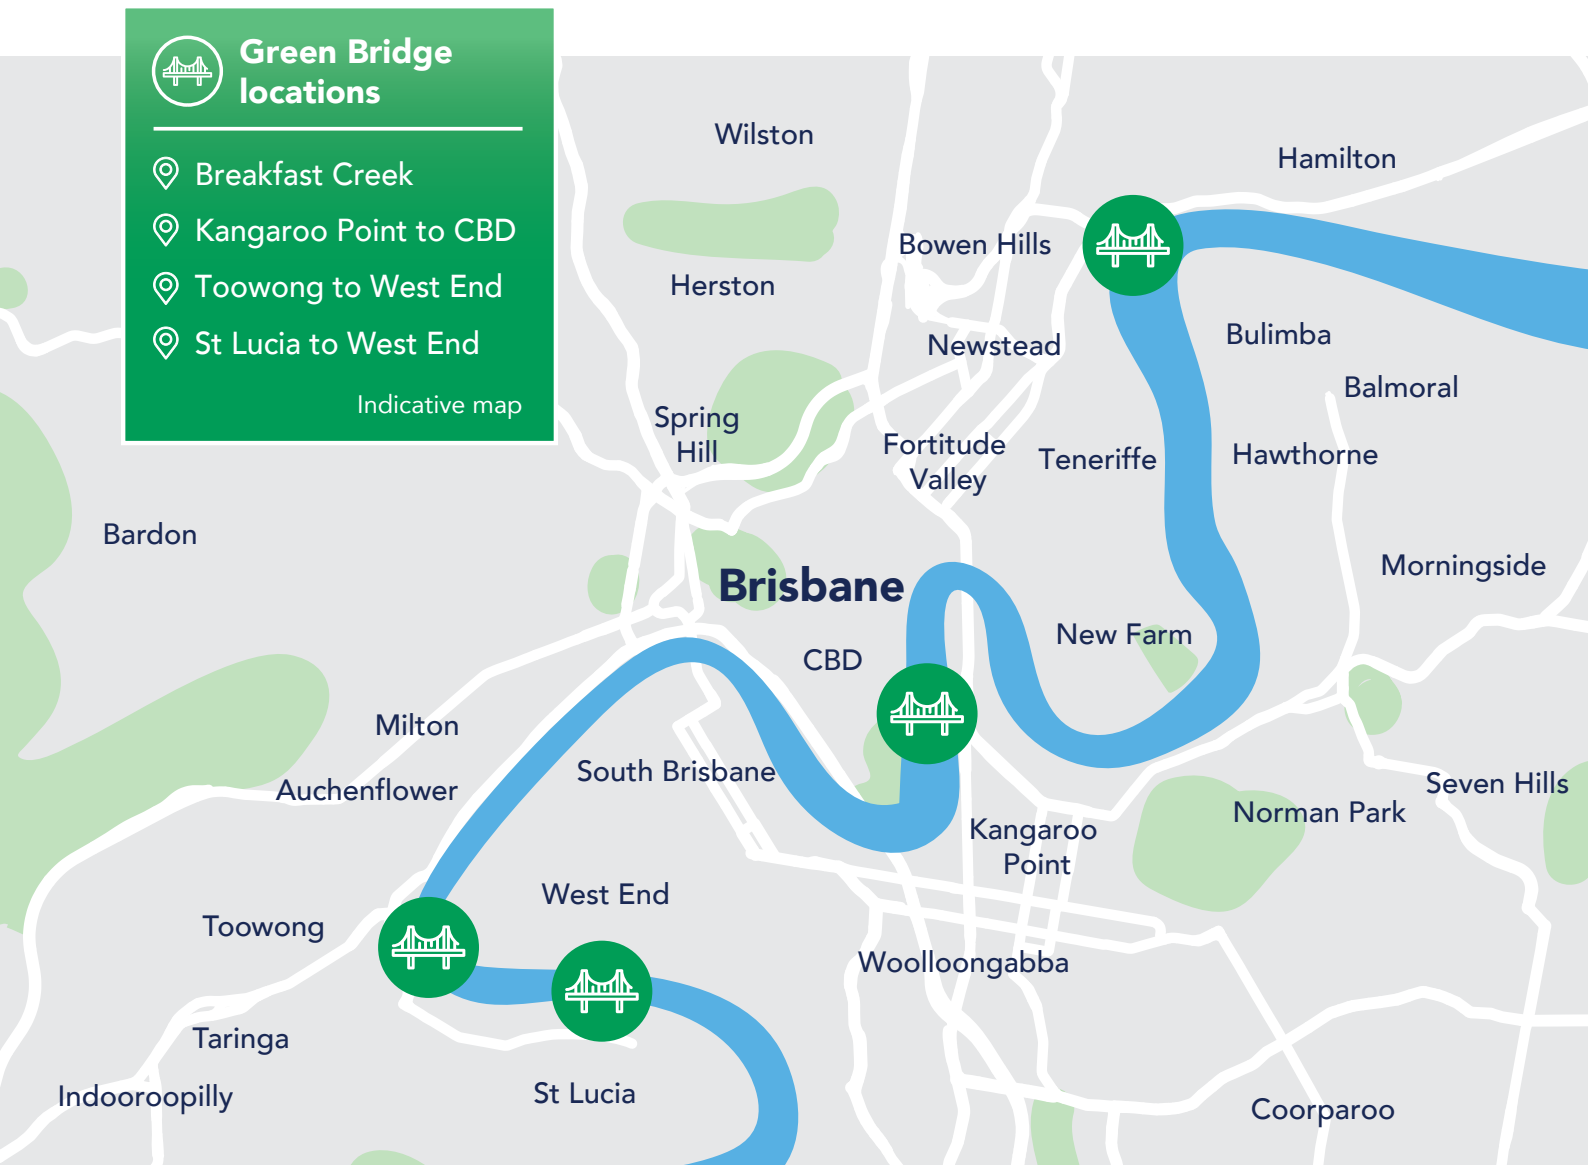 Green Bridge
locations
Breakfast Creek
Kangaroo Point to CBD
Toowong to West End
St Lucia to West End
Indicative map
Wilston
Hamilton
Bowen Hills
Herston
Bulimba
Newstead
Balmoral
Spring
Hill
Fortitude
Valley
Teneriffe
Hawthorne
Bardon
Morningside
Brisbane
New Farm
CBD
Milton
South Brisbane
Auchenflower
Seven Hills
Norman Park
Kangaroo
Point
West End
Toowong
Woolloongabba
Taringa
Indooroopilly
St Lucia
Coorparoo